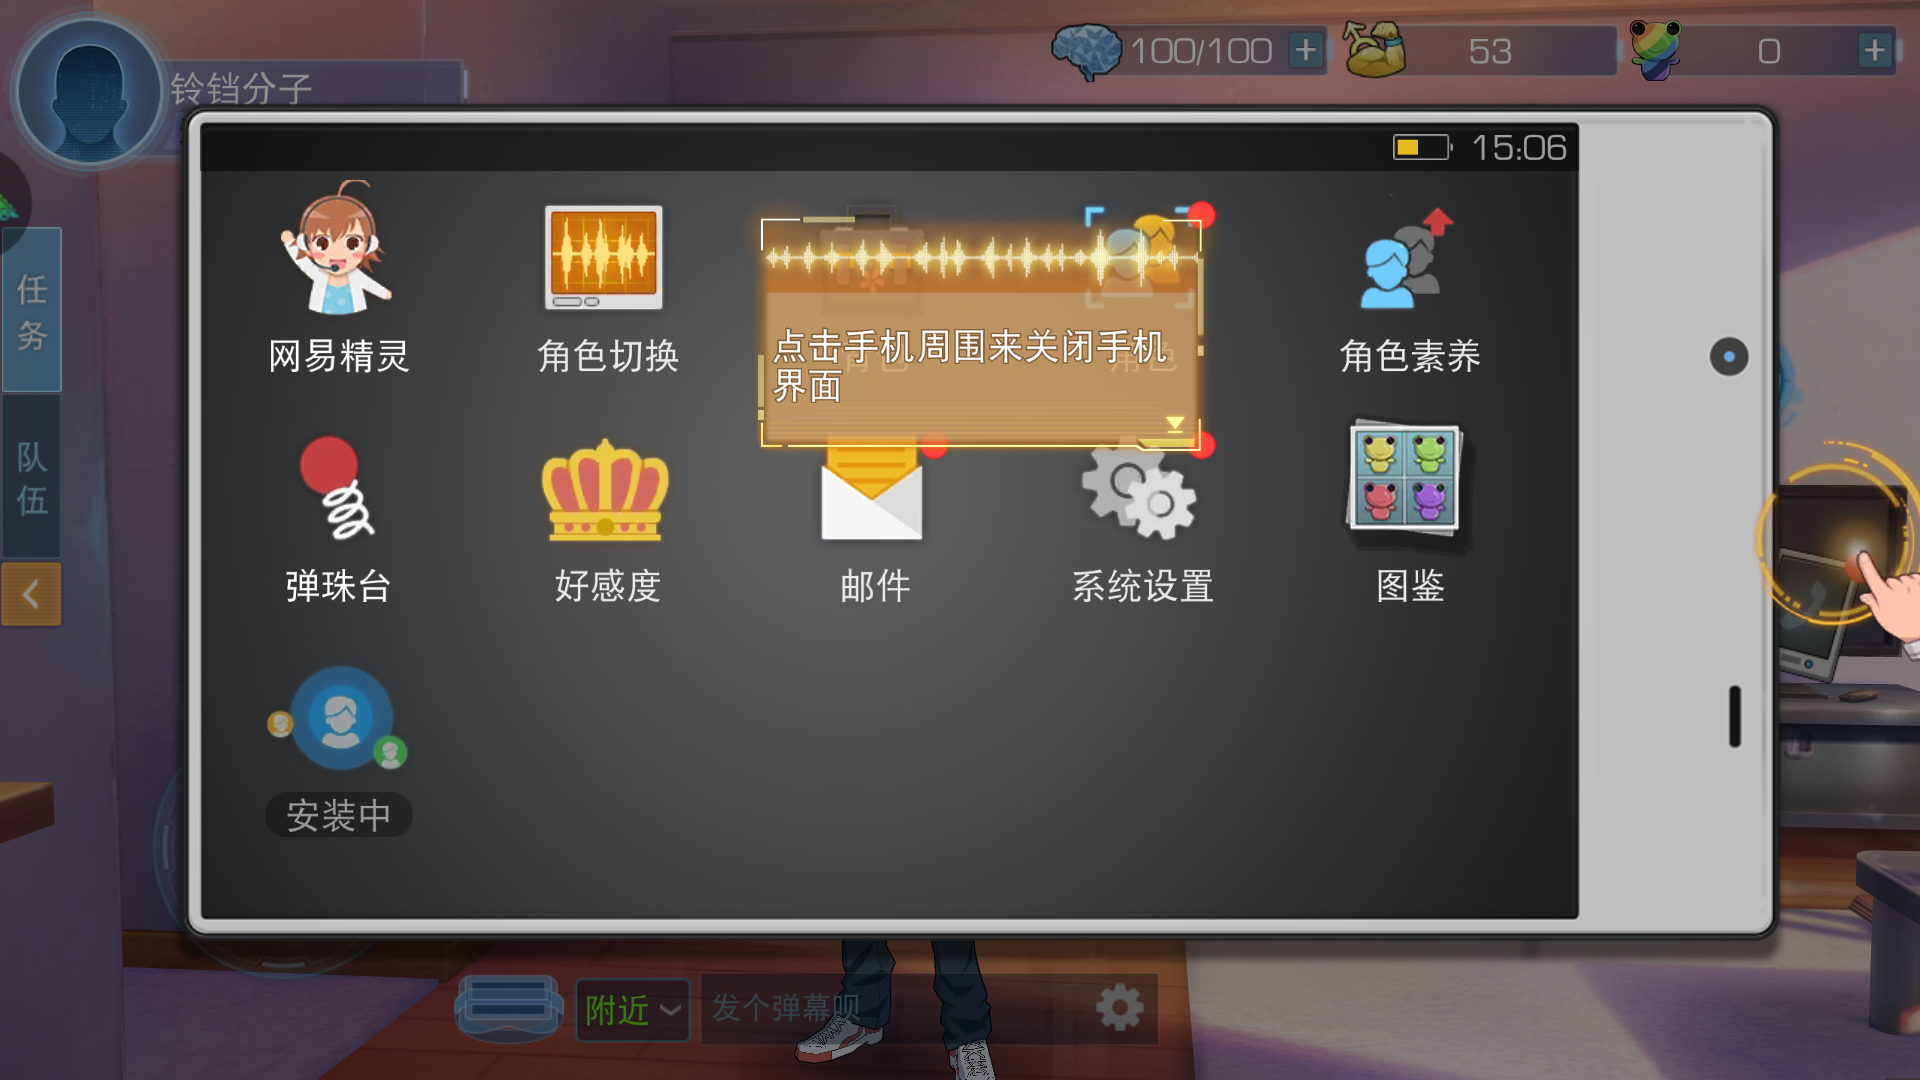 铃铛分子
100/100
53
0
15:06
任务
队伍
网易精灵
角色切换
角色
角色素养
点击手机周围来关闭手机
界面
弹珠台
好感度
邮件
系统设置
图鉴
安装中
附近
发个弹幕呗